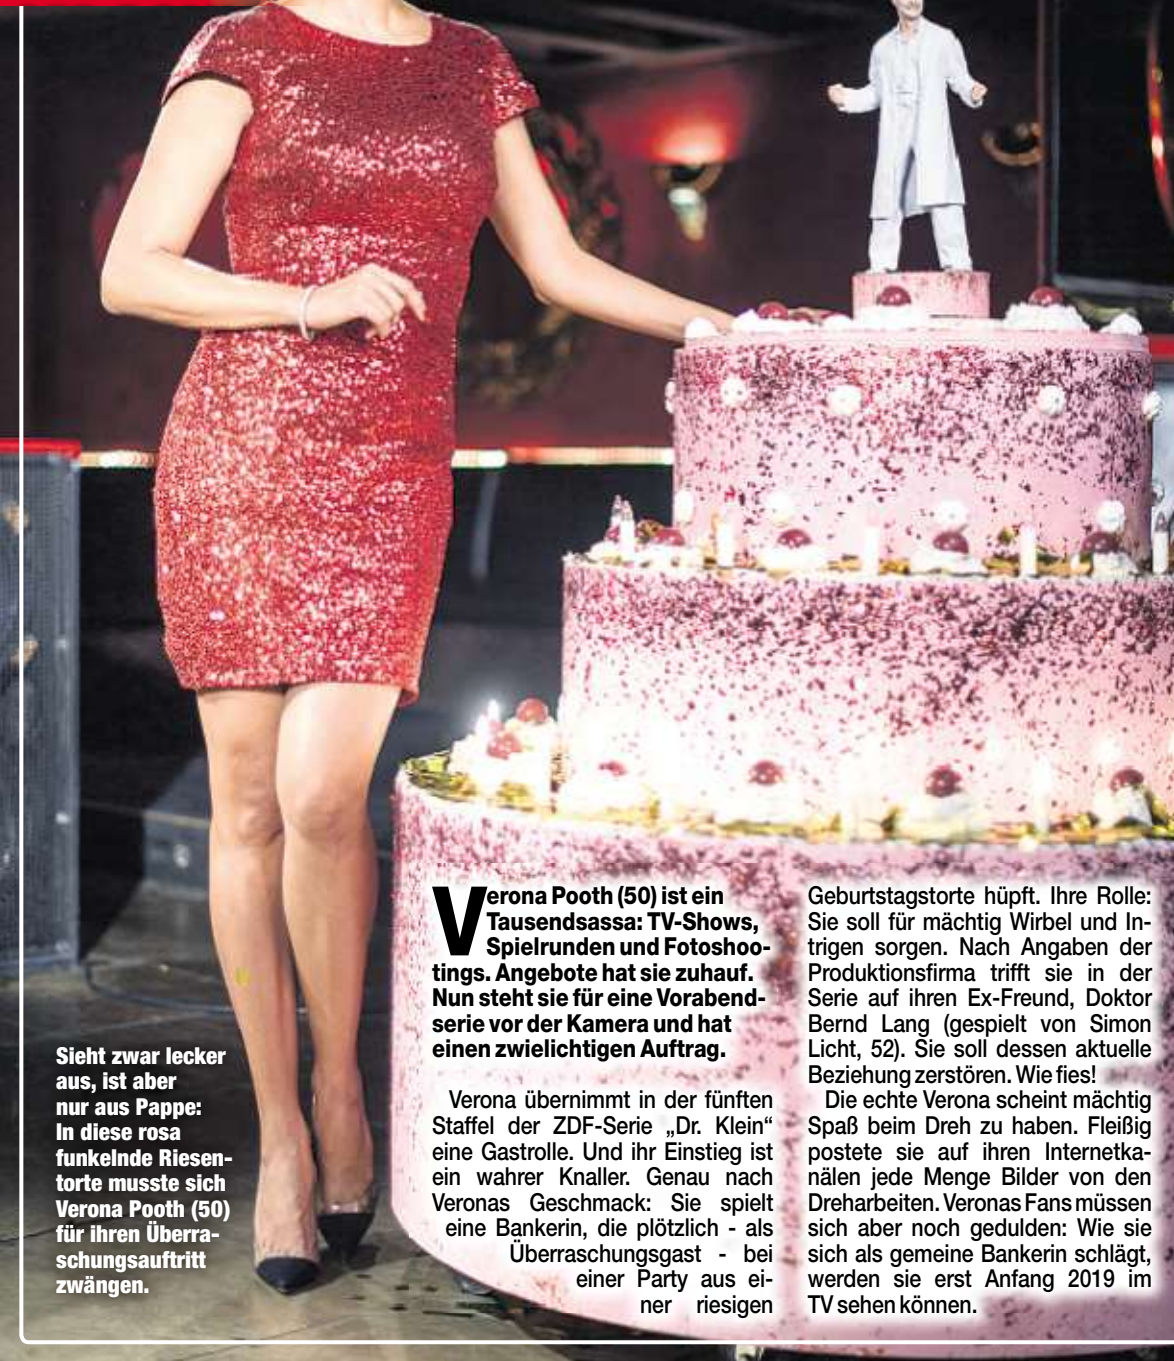 Sieht zwar lecker
aus, ist aber
nur aus Pappe:
In diese rosa
funkelnde Riesen-
torte musste sich
Verona Pooth (50)
für ihren Überra-
schungsauftritt
zwängen.
Verona Pooth (50) ist ein
Tausendsassa: TV-Shows,
Spielrunden und Fotoshoo-
tings. Angebote hat sie zuhauf.
Nun steht sie für eine Vorabend-
serie vor der Kamera und hat
einen zwielichtigen Auftrag.
Verona übernimmt in der fünften
Staffel der ZDF-Serie „Dr. Klein“
eine Gastrolle. Und ihr Einstieg ist
ein wahrer Knaller. Genau nach
Veronas Geschmack: Sie spielt
eine Bankerin, die plötzlich - als
Überraschungsgast - bei
einer Party aus ei-
ner riesigen
Geburtstagstorte hüpft. Ihre Rolle:
Sie soll für mächtig Wirbel und In-
trigen sorgen. Nach Angaben der
Produktionsfirma trifft sie in der
Serie auf ihren Ex-Freund, Doktor
Bernd Lang (gespielt von Simon
Licht, 52). Sie soll dessen aktuelle
Beziehung zerstören. Wie fies!
Die echte Verona scheint mächtig
Spaß beim Dreh zu haben. Fleißig
postete sie auf ihren Internetka-
nälen jede Menge Bilder von den
Dreharbeiten. Veronas Fans müssen
sich aber noch gedulden: Wie sie
sich als gemeine Bankerin schlägt,
werden sie erst Anfang 2019 im
TV sehen können.